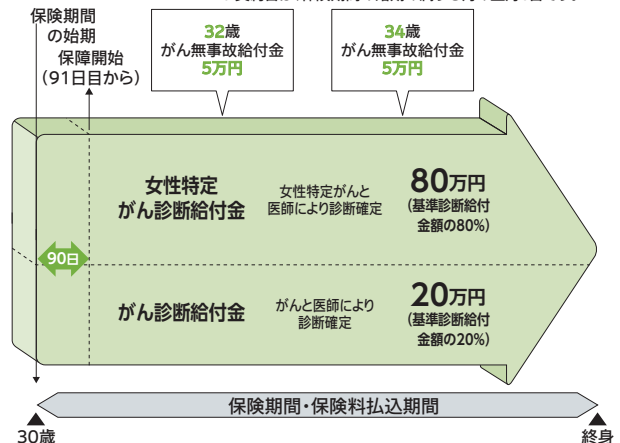 保険期間
の始期
保障開始
(91日目から)
32歳
がん無事故給付金
5万円
34歳
がん無事故給付金
5万円
女性特定
がん診断給付金
女性特定がんと
医師により診断確定
80万円
(基準診断給付
金額の80%)
90日
がん診断給付金
がんと医師により
診断確定
20万円
(基準診断給付
金額の20%)
保険期間・保険料払込期間
30歳
終身